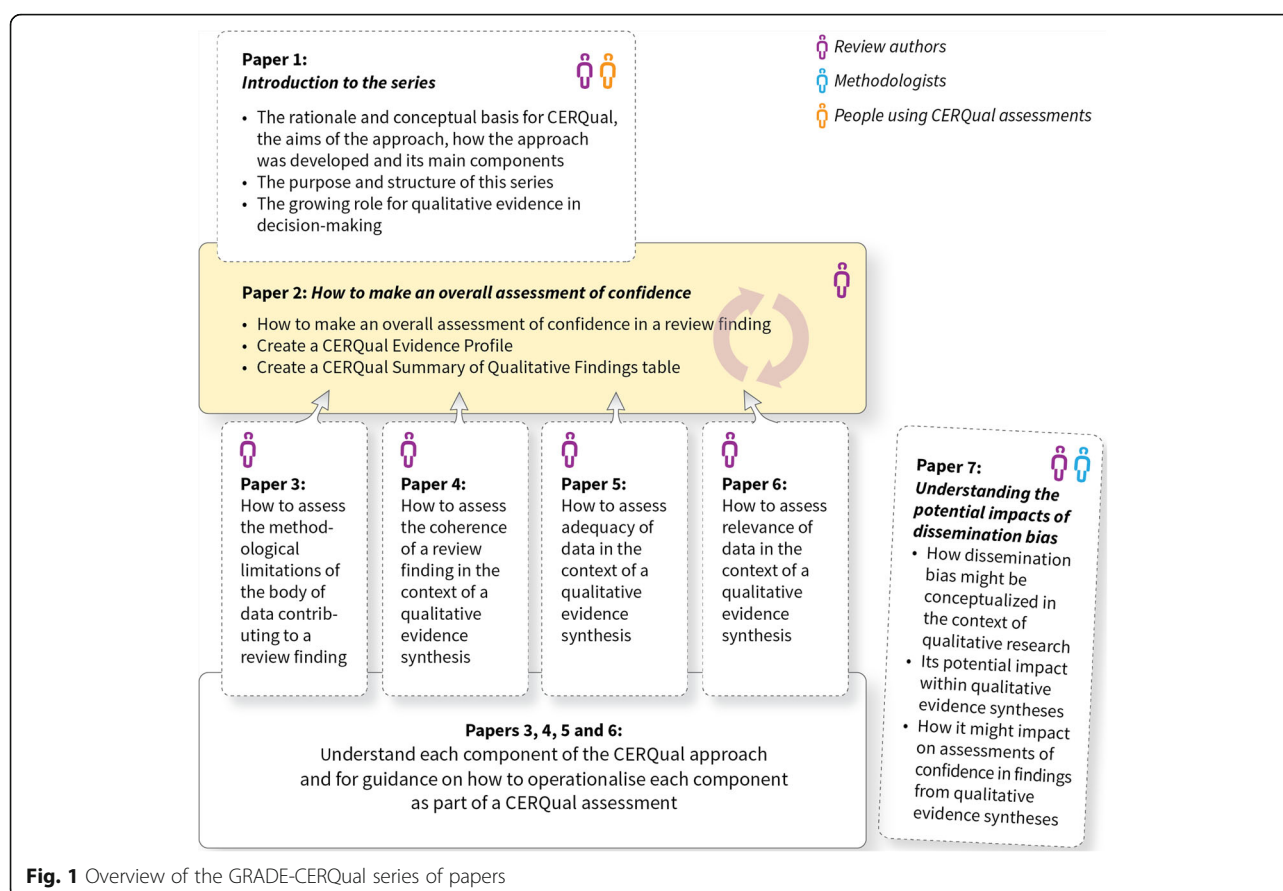 Paper 1:
Introduction to the series
• The rationale and conceptual basis for CERQual,
the aims of the approach, how the approach
was developed and its main components
• The purpose and structure of this series
• The growing role for qualitative evidence in
decision-making
Review authors
Methodologists
People using CERQual assessments
Paper 2: How to make an overall assessment of confidence
• How to make an overall assessment of confidence in a review finding
• Create a CERQual Evidence Profile
• Create a CERQual Summary of Qualitative Findings table
Paper 3:
How to assess
the method-
ological
limitations of
the body of
data contrib-
uting to a
review finding
Paper 4:
How to assess
the coherence
of a review
finding in the
context of a
qualitative
evidence
synthesis
Paper 5:
How to assess
adequacy of
data in the
context of a
qualitative
evidence
synthesis
Paper 6:
How to assess
relevance of
data in the
context of a
qualitative
evidence
synthesis
Paper 7:
Understanding the
potential impacts of
dissemination bias
• How dissemination
bias might be
conceptualized in
the context of
qualitative research
• Its potential impact
within qualitative
evidence syntheses
• How it might impact
on assessments of
confidence in findings
from qualitative
evidence syntheses
Papers 3, 4, 5 and 6:
Understand each component of the CERQual approach
and for guidance on how to operationalise each component
as part of a CERQual assessment
Fig. 1 Overview of the GRADE-CERQual series of papers